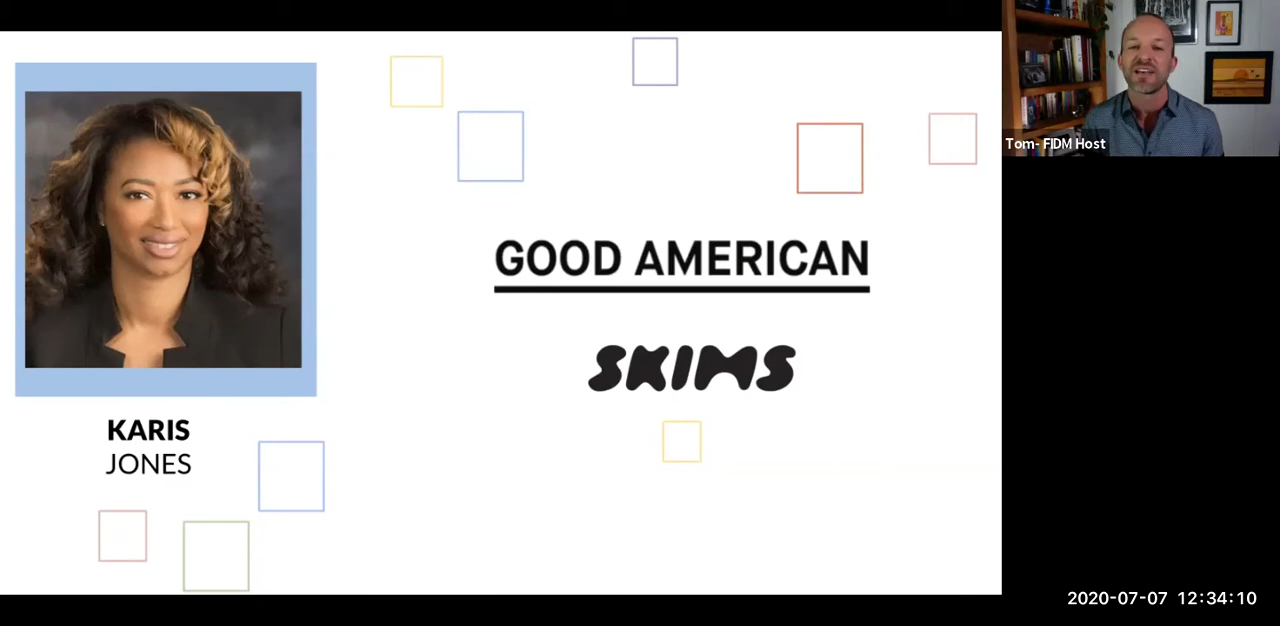 Tom- FIDM Host
GOOD AMERICAN
SKIMS
KARIS
JONES
2020-07-07 12:34:10